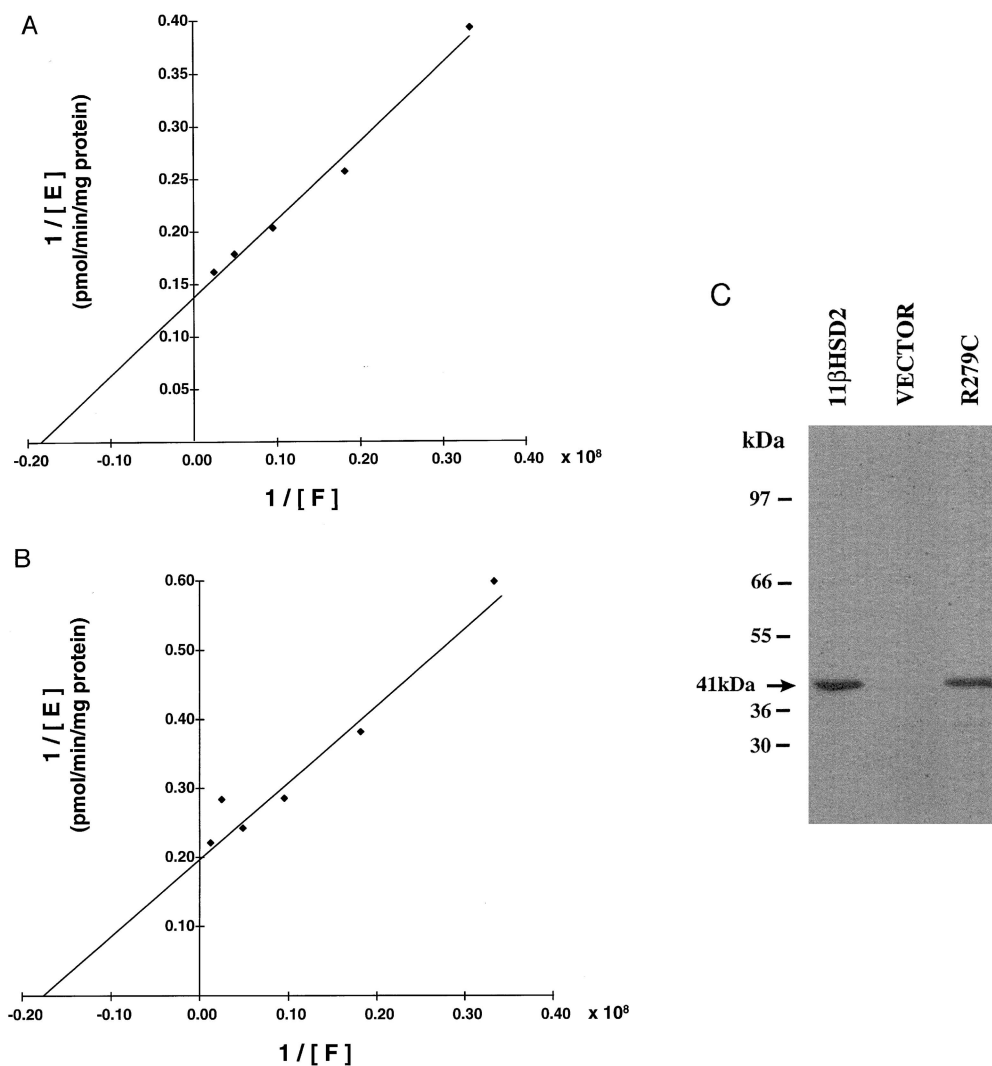 A
0.40
0.35
0.30
0.25
0.20
0.15
0.10
0.05
1 / [ E ]
(pmol/min/mg protein)
-0.20 -0.10 0.00 0.10 0.20 0.30 0.40 x 10⁸
1 / [ F ]
B
0.60
0.50
0.40
0.30
0.20
0.10
1 / [ E ]
(pmol/min/mg protein)
-0.20 -0.10 0.00 0.10 0.20 0.30 0.40 x 10⁸
1 / [ F ]
C
11βHSD2
VECTOR
R279C
kDa
97
66
55
41kDa
36
30